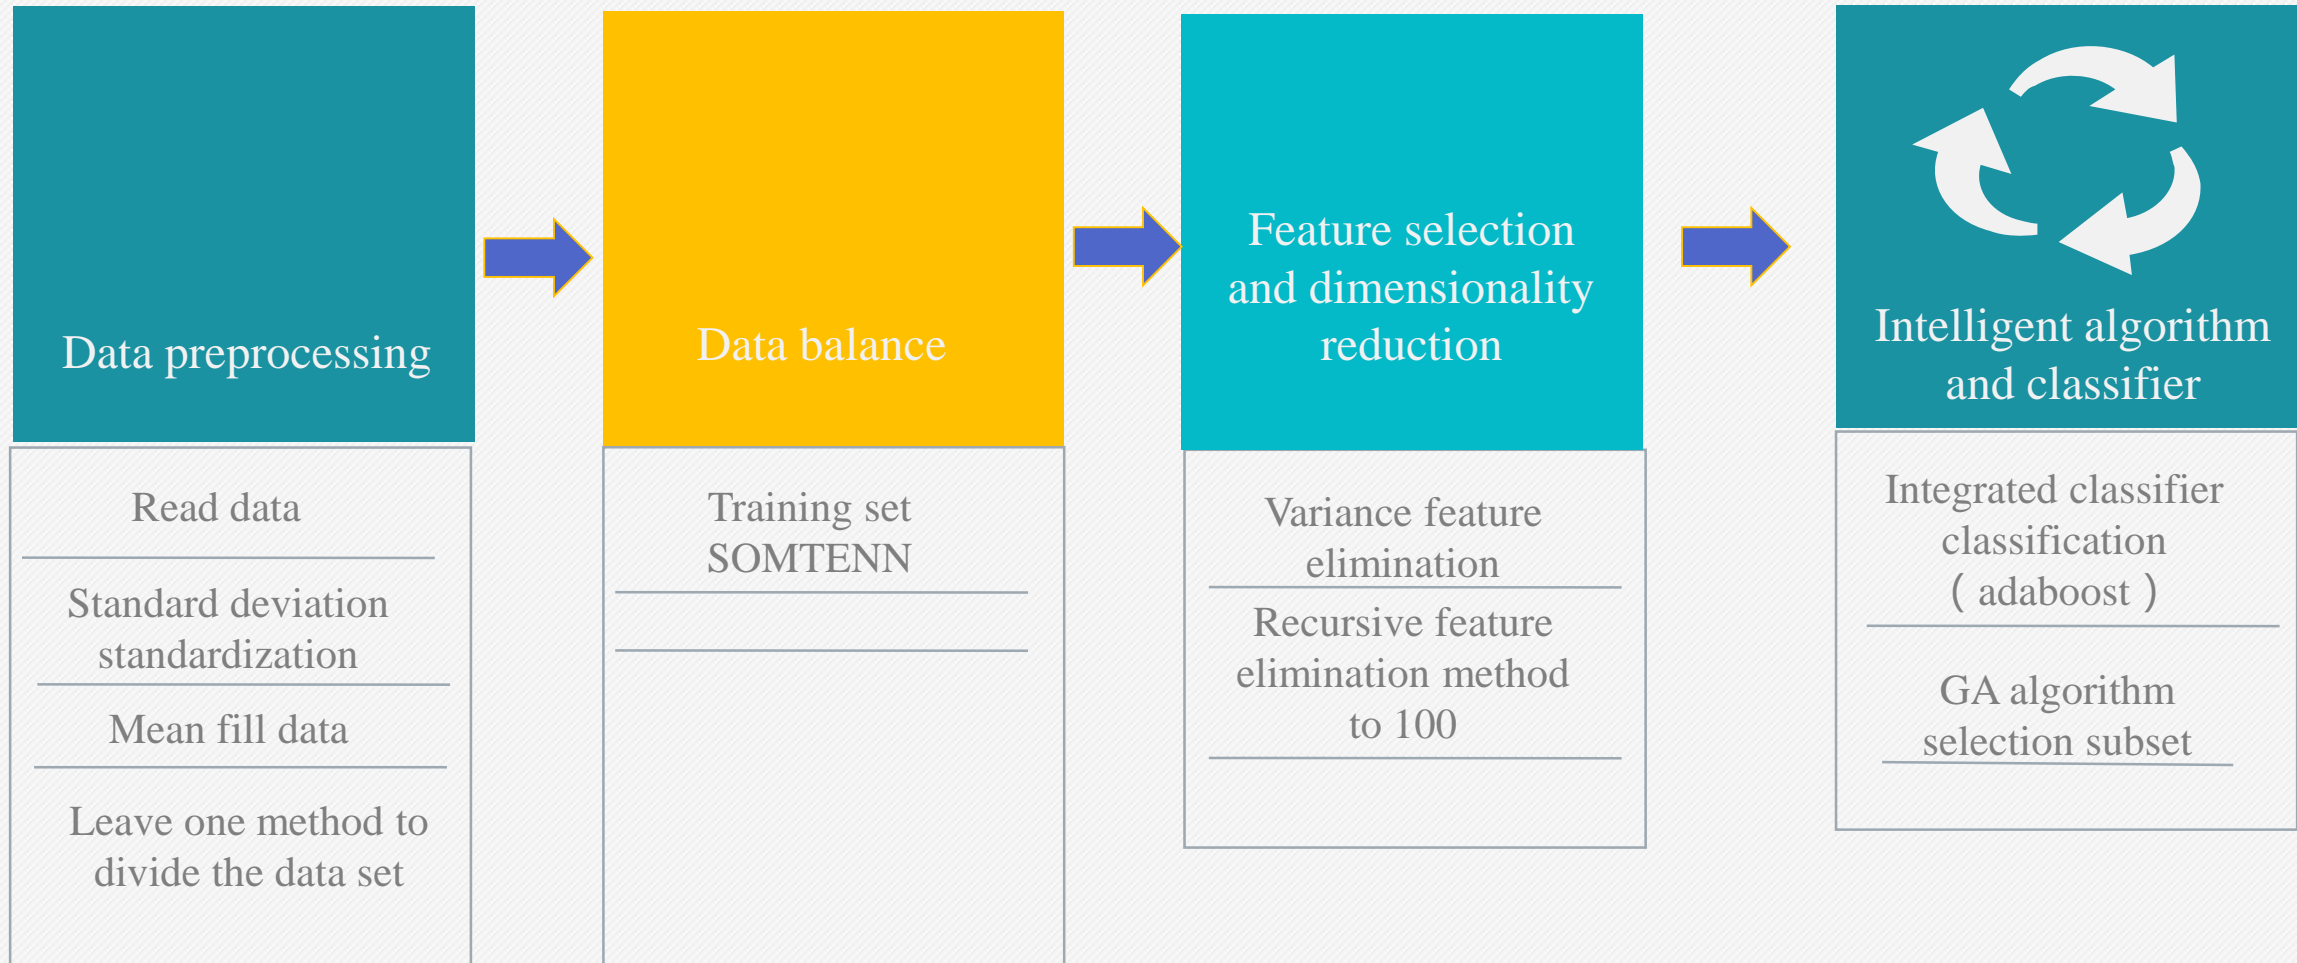 Data preprocessing
Read data
Standard deviation
standardization
Mean fill data
Leave one method to
divide the data set
Data balance
Training set
SOMTENN
Feature selection
and dimensionality
reduction
Variance feature
elimination
Recursive feature
elimination method
to 100
Intelligent algorithm
and classifier
Integrated classifier
classification
( adaboost )
GA algorithm
selection subset